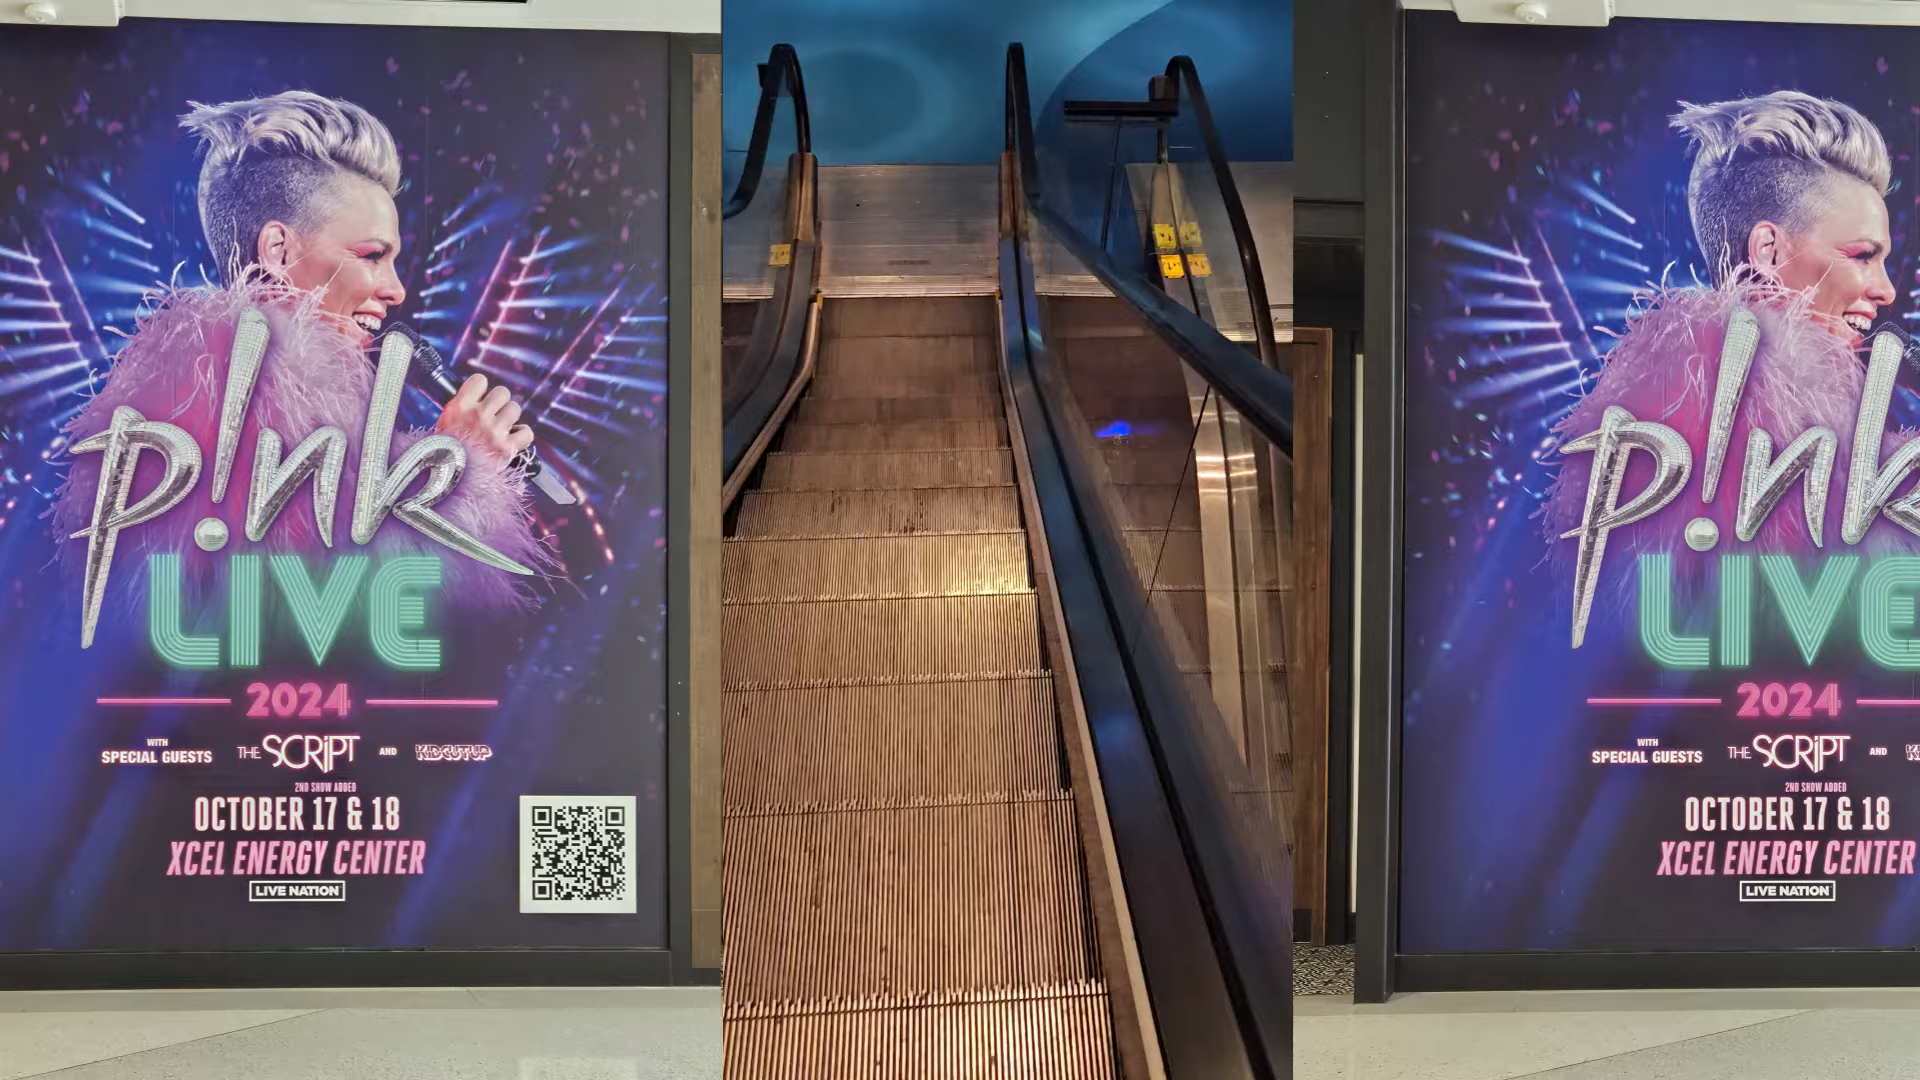 p!nk
LIVE
2024
WITH
SPECIAL GUESTS
THE SCRIPT
AND
KIDCUTUP
2ND SHOW ADDED
OCTOBER 17 & 18
XCEL ENERGY CENTER
LIVE NATION
p!nk
LIVE
2024
WITH
SPECIAL GUESTS
THE SCRIPT
AND
2ND SHOW ADDED
OCTOBER 17 & 18
XCEL ENERGY CENTER
LIVE NATION